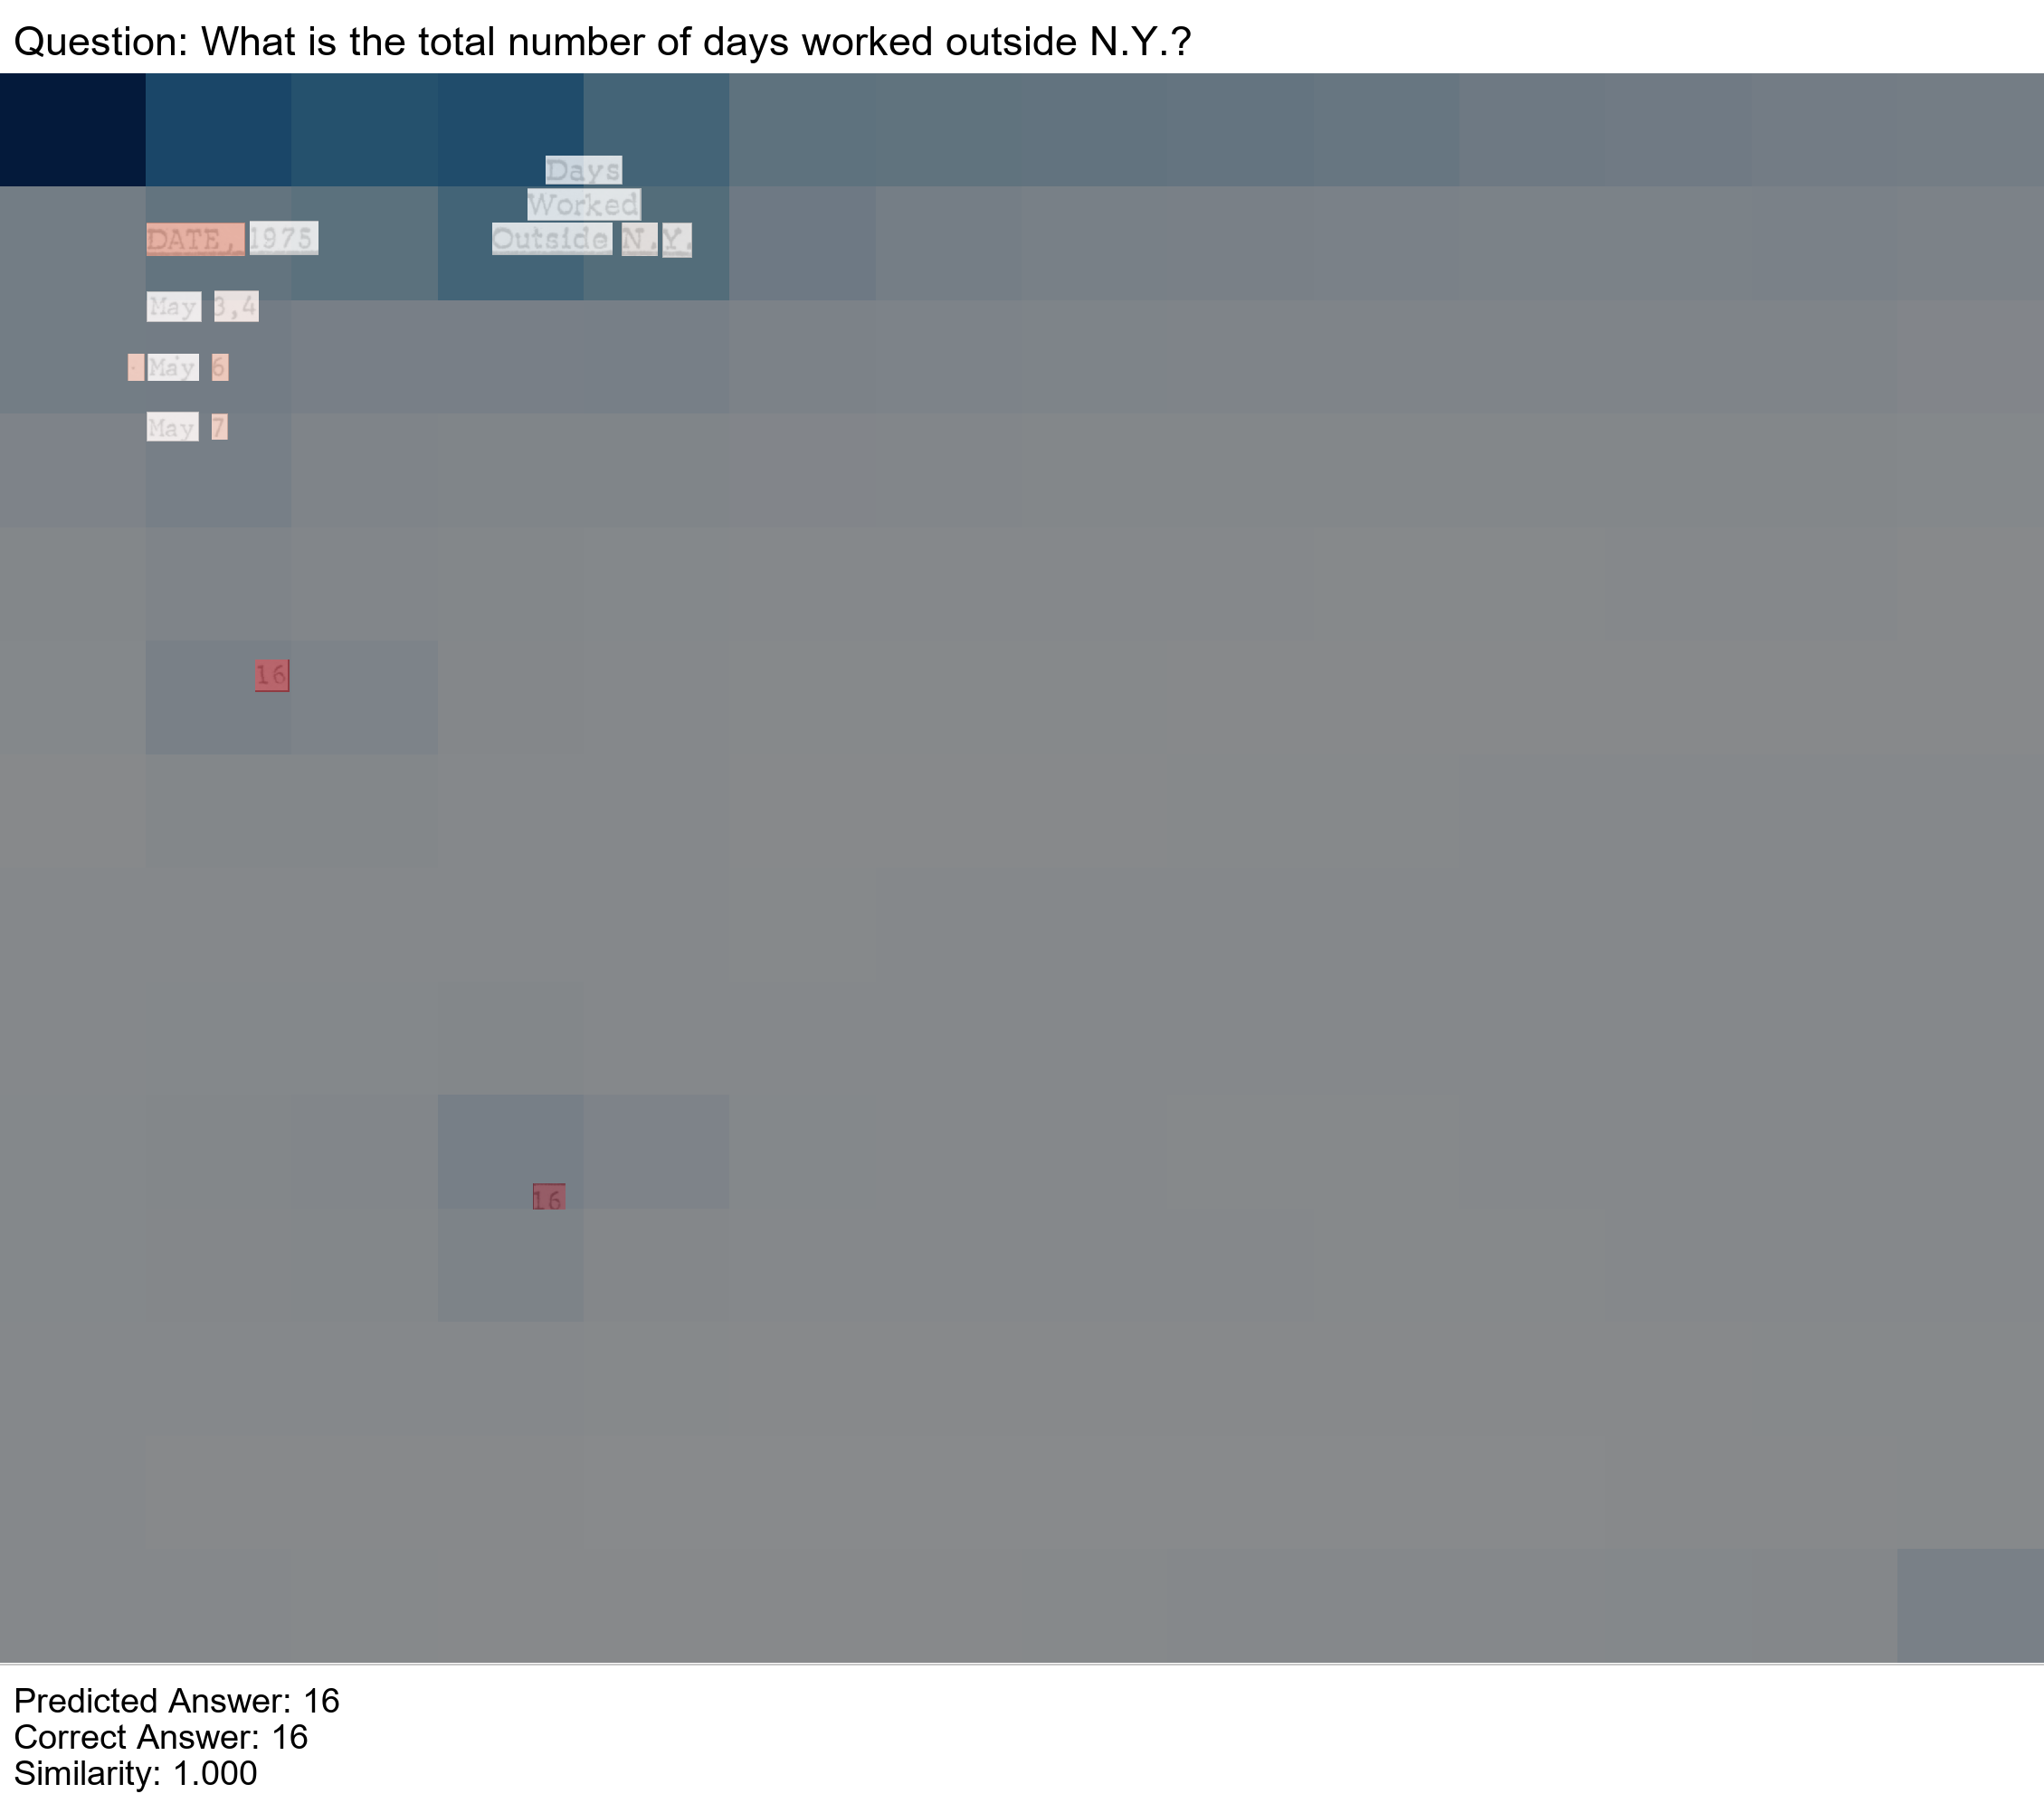 Question: What is the total number of days worked outside N.Y.?
Days
Worked
DATE, 1975 Outside N.Y.
May 3,4
May 6
May 7
16
16
Predicted Answer: 16
Correct Answer: 16
Similarity: 1.000